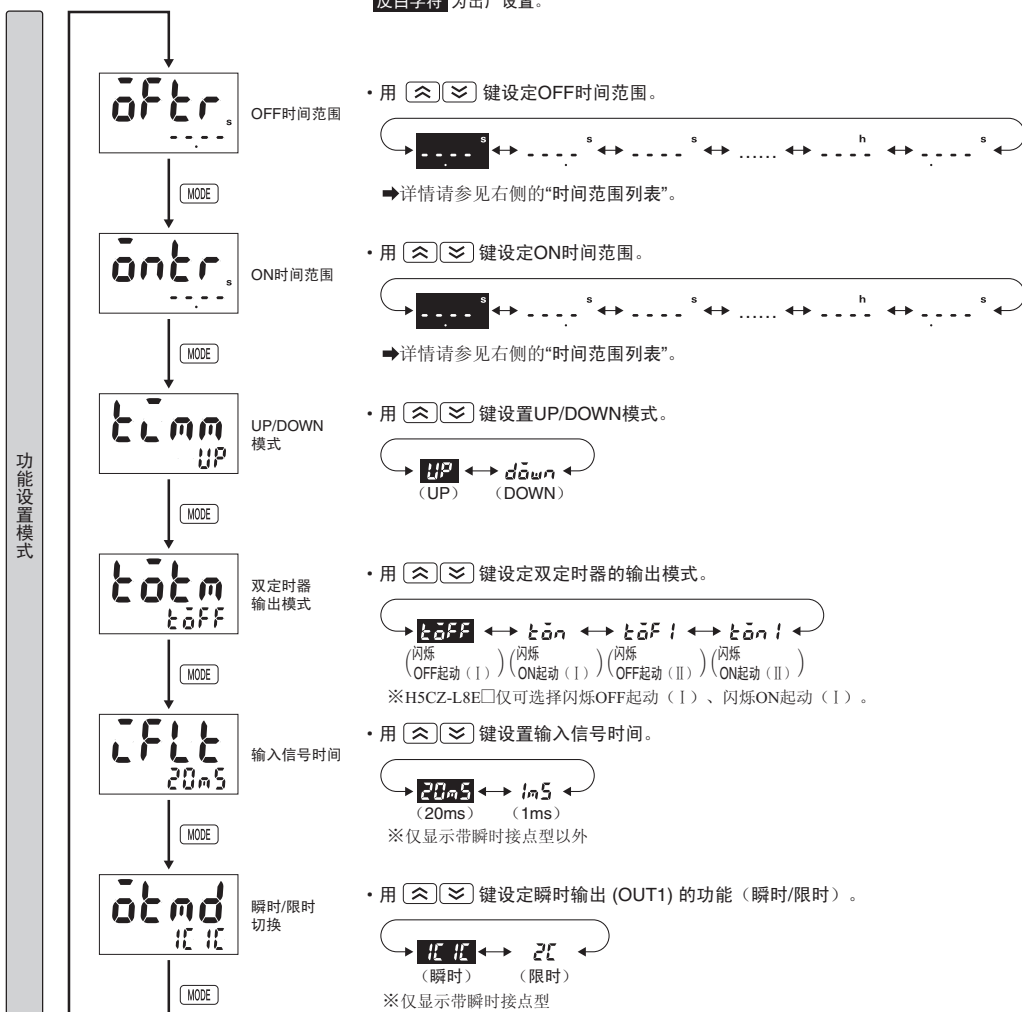 反白字符 为出厂设置。
功能设置模式
oFtr
s
--.--
OFF时间范围
・用 键设定OFF时间范围。
--.-- s ↔ ---.- s ↔ ---- s ↔ ...... ↔ ---- h ↔ -.--- s
➡详情请参见右侧的“时间范围列表”。
MODE
ontr
s
--.--
ON时间范围
・用 键设定ON时间范围。
--.-- s ↔ ---.- s ↔ ---- s ↔ ...... ↔ ---- h ↔ -.--- s
➡详情请参见右侧的“时间范围列表”。
MODE
timm
UP
UP/DOWN
模式
・用 键设置UP/DOWN模式。
UP ↔ down
（UP） （DOWN）
MODE
totm
toFF
双定时器
输出模式
・用 键设定双定时器的输出模式。
toFF ↔ ton ↔ toF1 ↔ ton1
(闪烁 OFF起动（Ⅰ）) (闪烁 ON起动（Ⅰ）) (闪烁 OFF起动（Ⅱ）) (闪烁 ON起动（Ⅱ）)
※H5CZ-L8E□仅可选择闪烁OFF起动（Ⅰ）、闪烁ON起动（Ⅰ）。
MODE
iFLt
20mS
输入信号时间
・用 键设置输入信号时间。
20mS ↔ 1mS
（20ms） （1ms）
※仅显示带瞬时接点型以外
MODE
otmd
1C 1C
瞬时/限时
切换
・用 键设定瞬时输出 (OUT1) 的功能（瞬时/限时）。
1C 1C ↔ 2C
（瞬时） （限时）
※仅显示带瞬时接点型
MODE